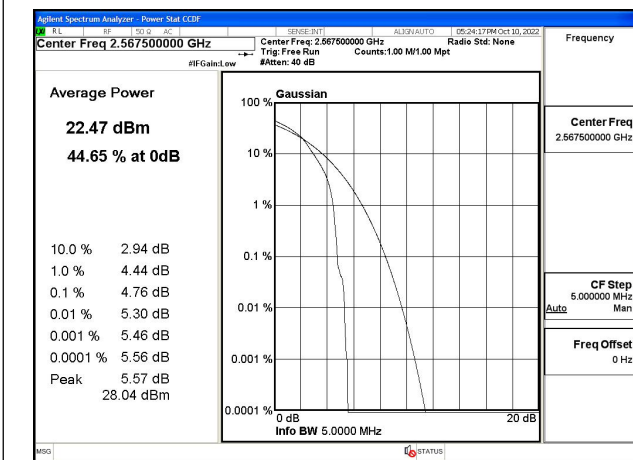 Agilent Spectrum Analyzer - Power Stat CCDF
LXI RL RF 50 Ω AC SENSE:INT ALIGN AUTO 05:24:17 PM Oct 10, 2022
Center Freq 2.567500000 GHz
Center Freq: 2.567500000 GHz Radio Std: None
Trig: Free Run Counts:1.00 M/1.00 Mpt
#IFGain:Low #Atten: 40 dB
Frequency
Average Power
22.47 dBm
44.65 % at 0dB
10.0 % 2.94 dB
1.0 % 4.44 dB
0.1 % 4.76 dB
0.01 % 5.30 dB
0.001 % 5.46 dB
0.0001 % 5.56 dB
Peak 5.57 dB
28.04 dBm
Gaussian
100 %
10 %
1 %
0.1 %
0.01 %
0.001 %
0.0001 %
0 dB 20 dB
Info BW 5.0000 MHz
Center Freq
2.567500000 GHz
CF Step
5.000000 MHz
Auto Man
Freq Offset
0 Hz
MSG STATUS